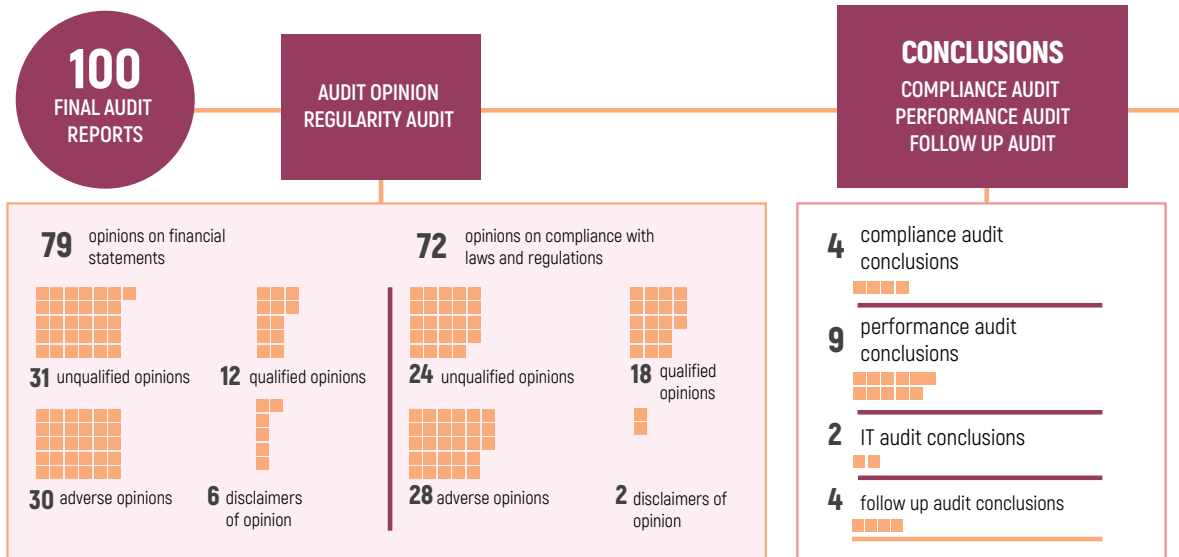 100
FINAL AUDIT
REPORTS
AUDIT OPINION
REGULARITY AUDIT
CONCLUSIONS
COMPLIANCE AUDIT
PERFORMANCE AUDIT
FOLLOW UP AUDIT
79 opinions on financial
statements
31 unqualified opinions
12 qualified opinions
30 adverse opinions
6 disclaimers
of opinion
72 opinions on compliance with
laws and regulations
24 unqualified opinions
18 qualified
opinions
28 adverse opinions
2 disclaimers of
opinion
4 compliance audit
conclusions
9 performance audit
conclusions
2 IT audit conclusions
4 follow up audit conclusions